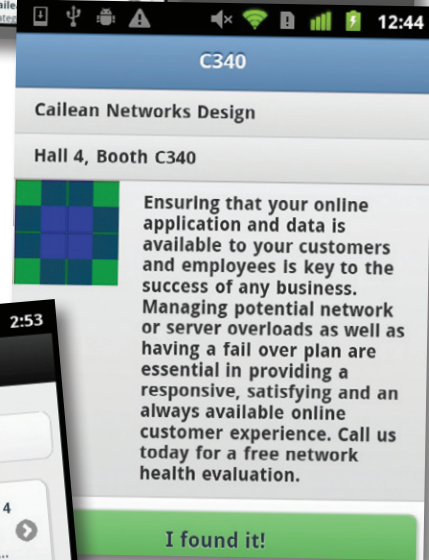 12:44
C340
Cailean Networks Design
Hall 4, Booth C340
Ensuring that your online
application and data is
available to your customers
and employees is key to the
success of any business.
Managing potential network
or server overloads as well as
having a fail over plan are
essential in providing a
responsive, satisfying and an
always available online
customer experience. Call us
today for a free network
health evaluation.
I found it!
2:53
4
...